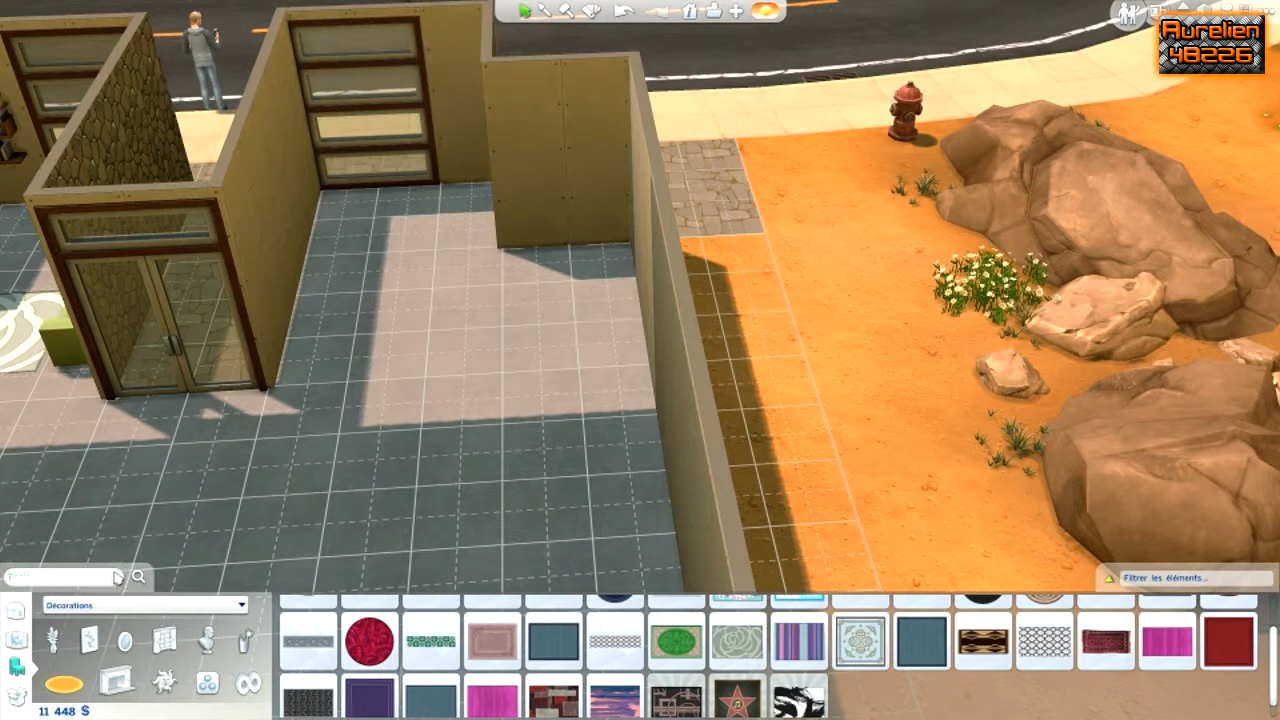 Aurelien
48226
Filtrer les éléments...
Décorations
11 448 $